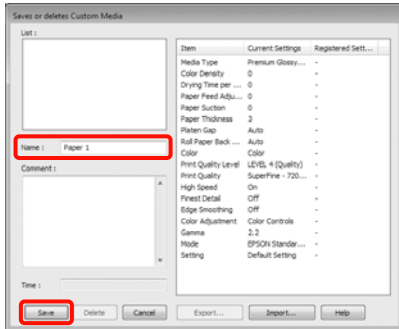 Saves or deletes Custom Media
List :
Name : Paper 1
Comment :
Time :
Item Current Settings Registered Sett...
Media Type Premium Glossy... -
Color Density 0 -
Drying Time per ... 0 -
Paper Feed Adju... 0 -
Paper Suction 0 -
Paper Thickness 3 -
Platen Gap Auto -
Roll Paper Back ... Auto -
Color Color -
Print Quality Level LEVEL 4 (Quality) -
Print Quality SuperFine - 720... -
High Speed On -
Finest Detail Off -
Edge Smoothing Off -
Color Adjustment Color Controls -
Gamma 2.2 -
Mode EPSON Standar... -
Setting Default Setting -
Save Delete Cancel Export... Import... Help